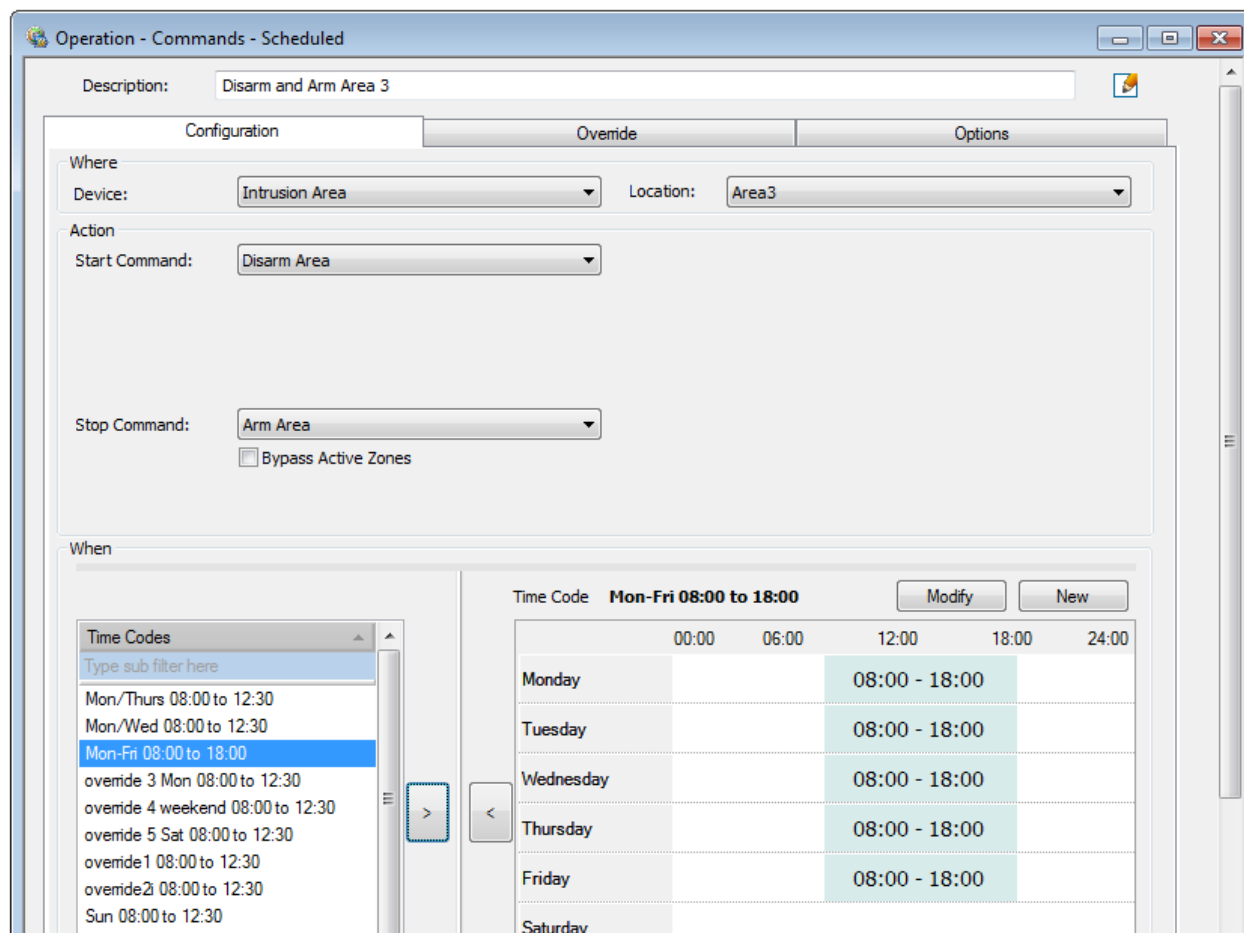 Operation - Commands - Scheduled
Description: Disarm and Arm Area 3
Configuration Override Options
Where
Device: Intrusion Area Location: Area3
Action
Start Command: Disarm Area
Stop Command: Arm Area
Bypass Active Zones
When
Time Code Mon-Fri 08:00 to 18:00 Modify New
Time Codes
Type sub filter here
Mon/Thurs 08:00 to 12:30
Mon/Wed 08:00 to 12:30
Mon-Fri 08:00 to 18:00
override 3 Mon 08:00 to 12:30
override 4 weekend 08:00 to 12:30
override 5 Sat 08:00 to 12:30
override1 08:00 to 12:30
override2i 08:00 to 12:30
Sun 08:00 to 12:30
>
<
00:00 06:00 12:00 18:00 24:00
Monday 08:00 - 18:00
Tuesday 08:00 - 18:00
Wednesday 08:00 - 18:00
Thursday 08:00 - 18:00
Friday 08:00 - 18:00
Saturday